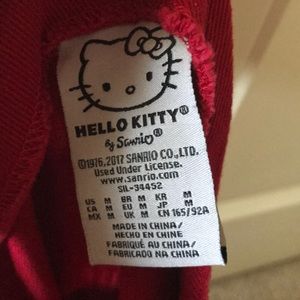 HELLO KITTY®
by Sanrio®
©1976,2017 SANRIO CO.,LTD.
Used Under License.
www.sanrio.com
SIL-34492
US M BR M KR M
CA M EU M JP M
MX M UK M CN 165/92A
MADE IN CHINA/
HECHO EN CHINE
FABRIQUÉ AU CHINA/
FABRICADO NA CHINA